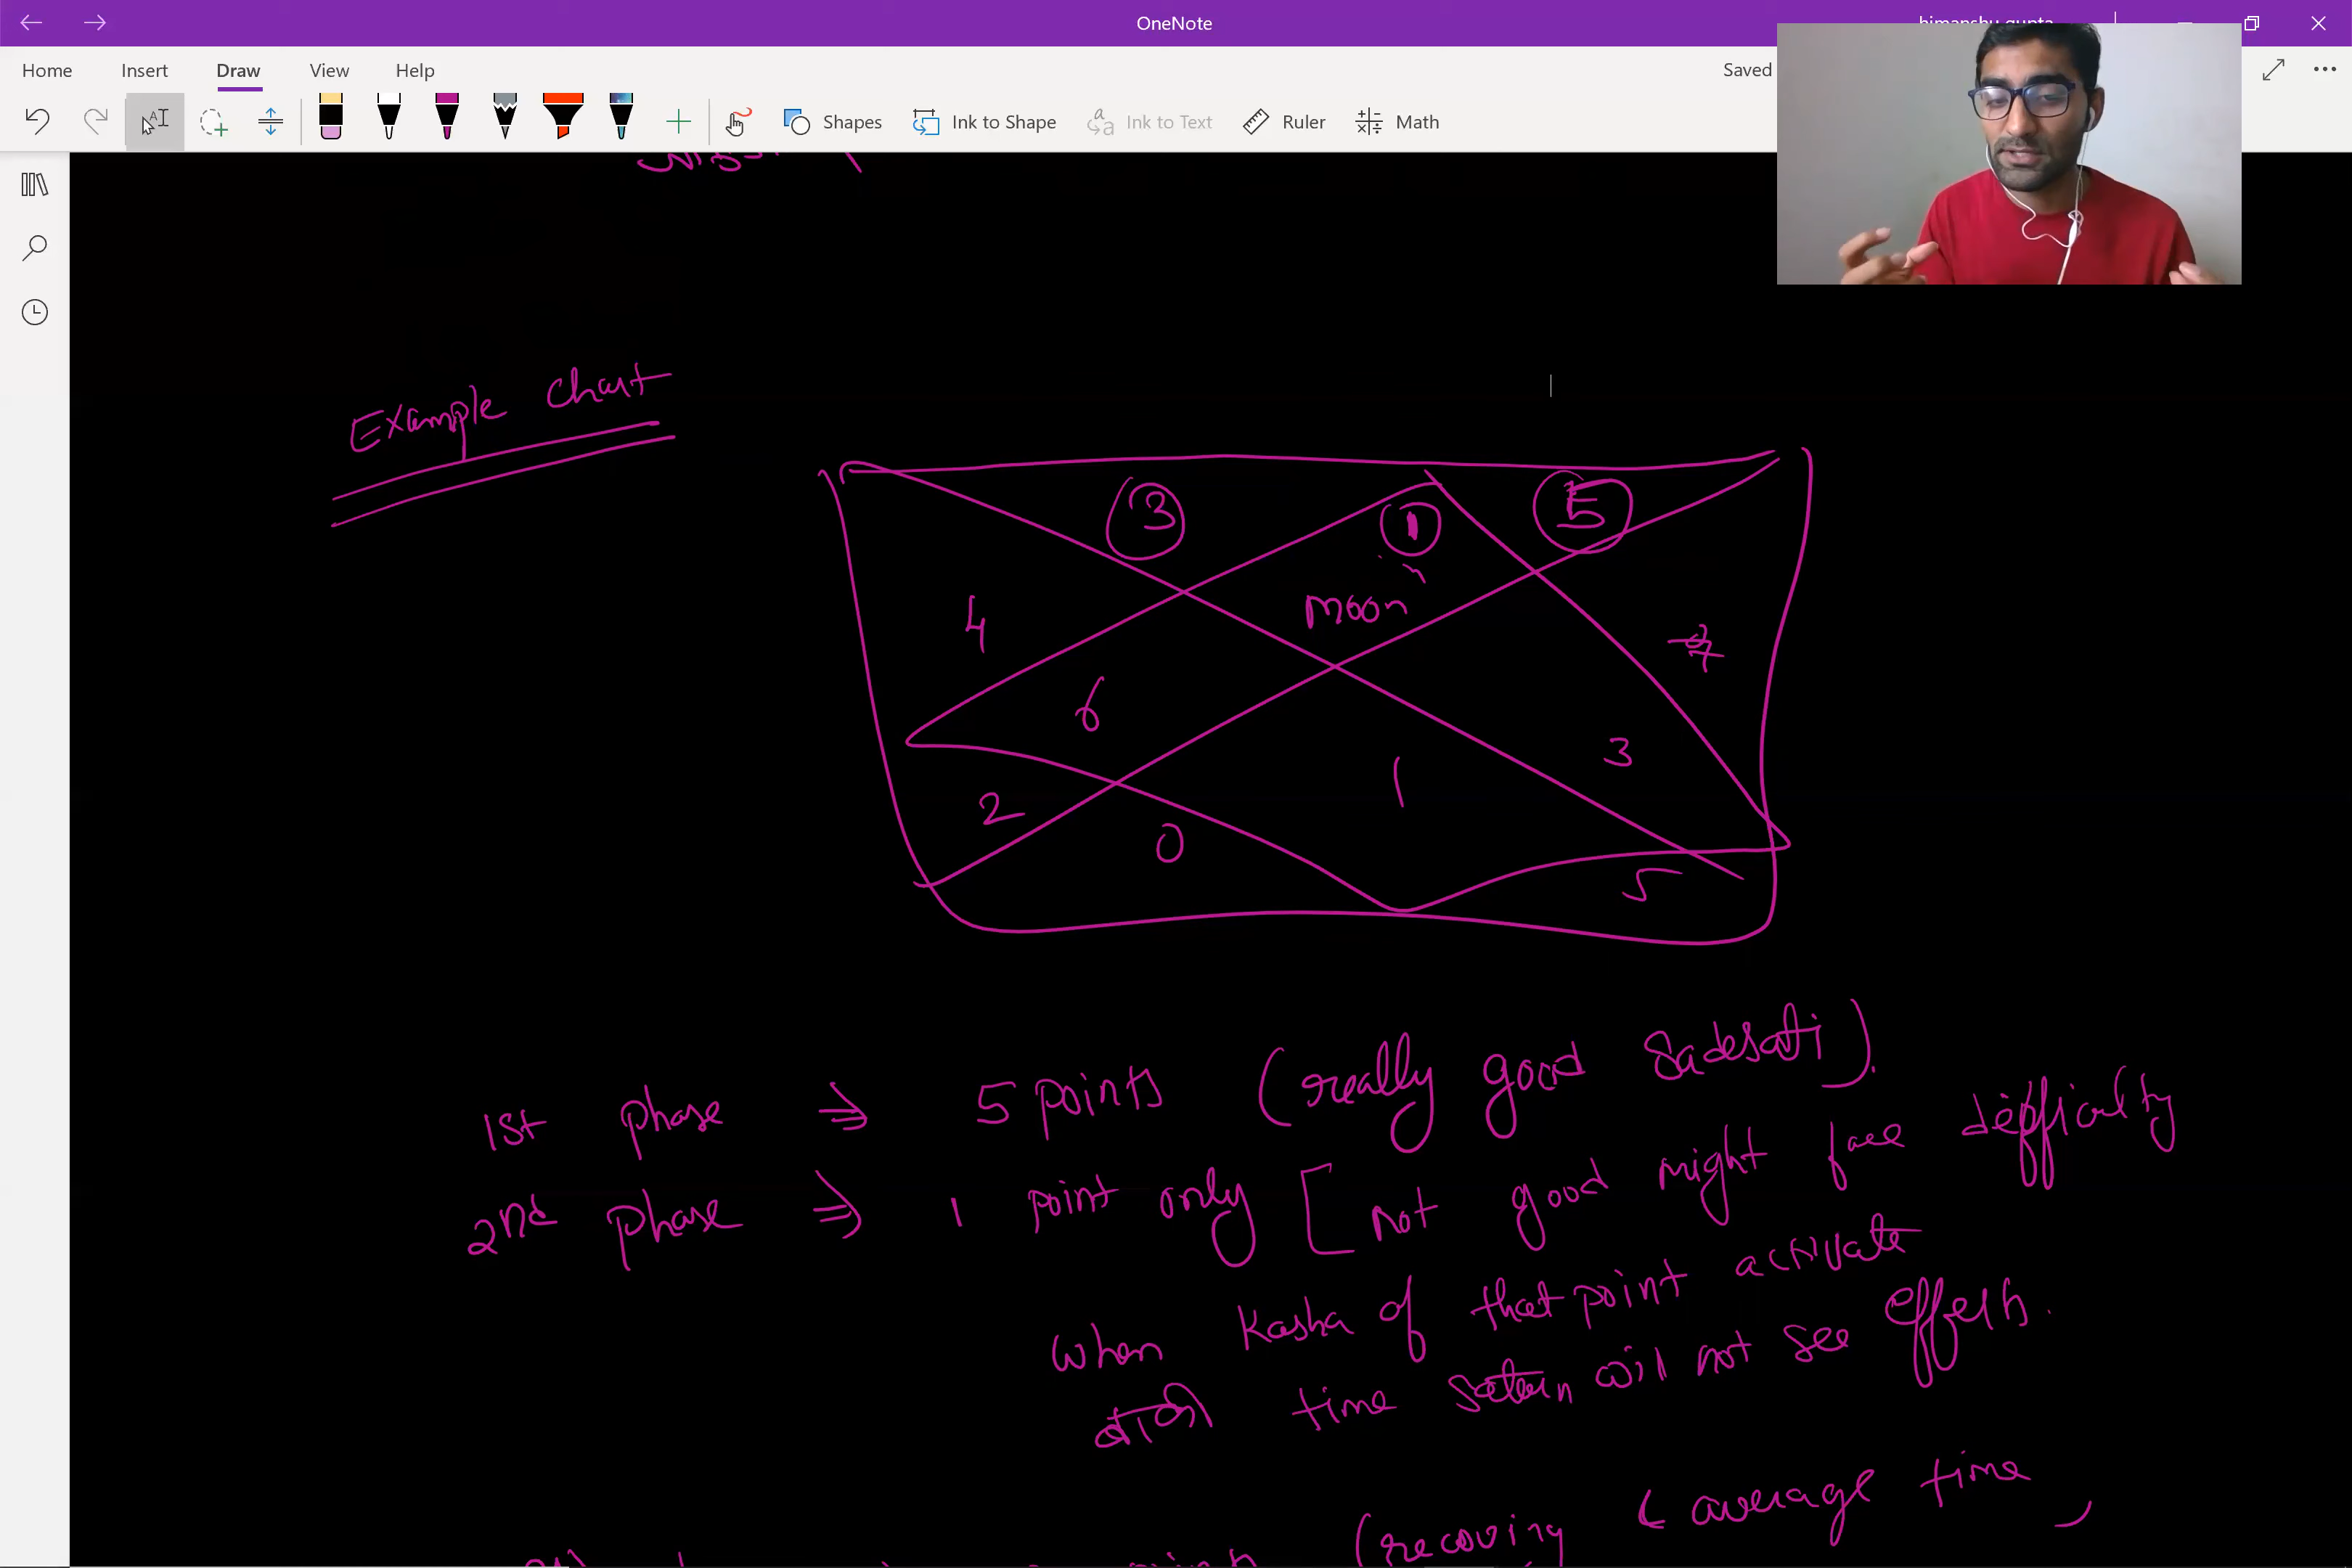 OneNote
Home Insert Draw View Help Saved
Shapes Ink to Shape Ink to Text Ruler Math
Example chart
3 1 5
Moon
4
6
3
2 1
0
5
1st phase ⇒ 5 points (really good Sadesati).
2nd phase ⇒ 1 point only [not good might face difficulty
when Kasha of that point activate
time Saturn will not see effects.
(recoving (average time